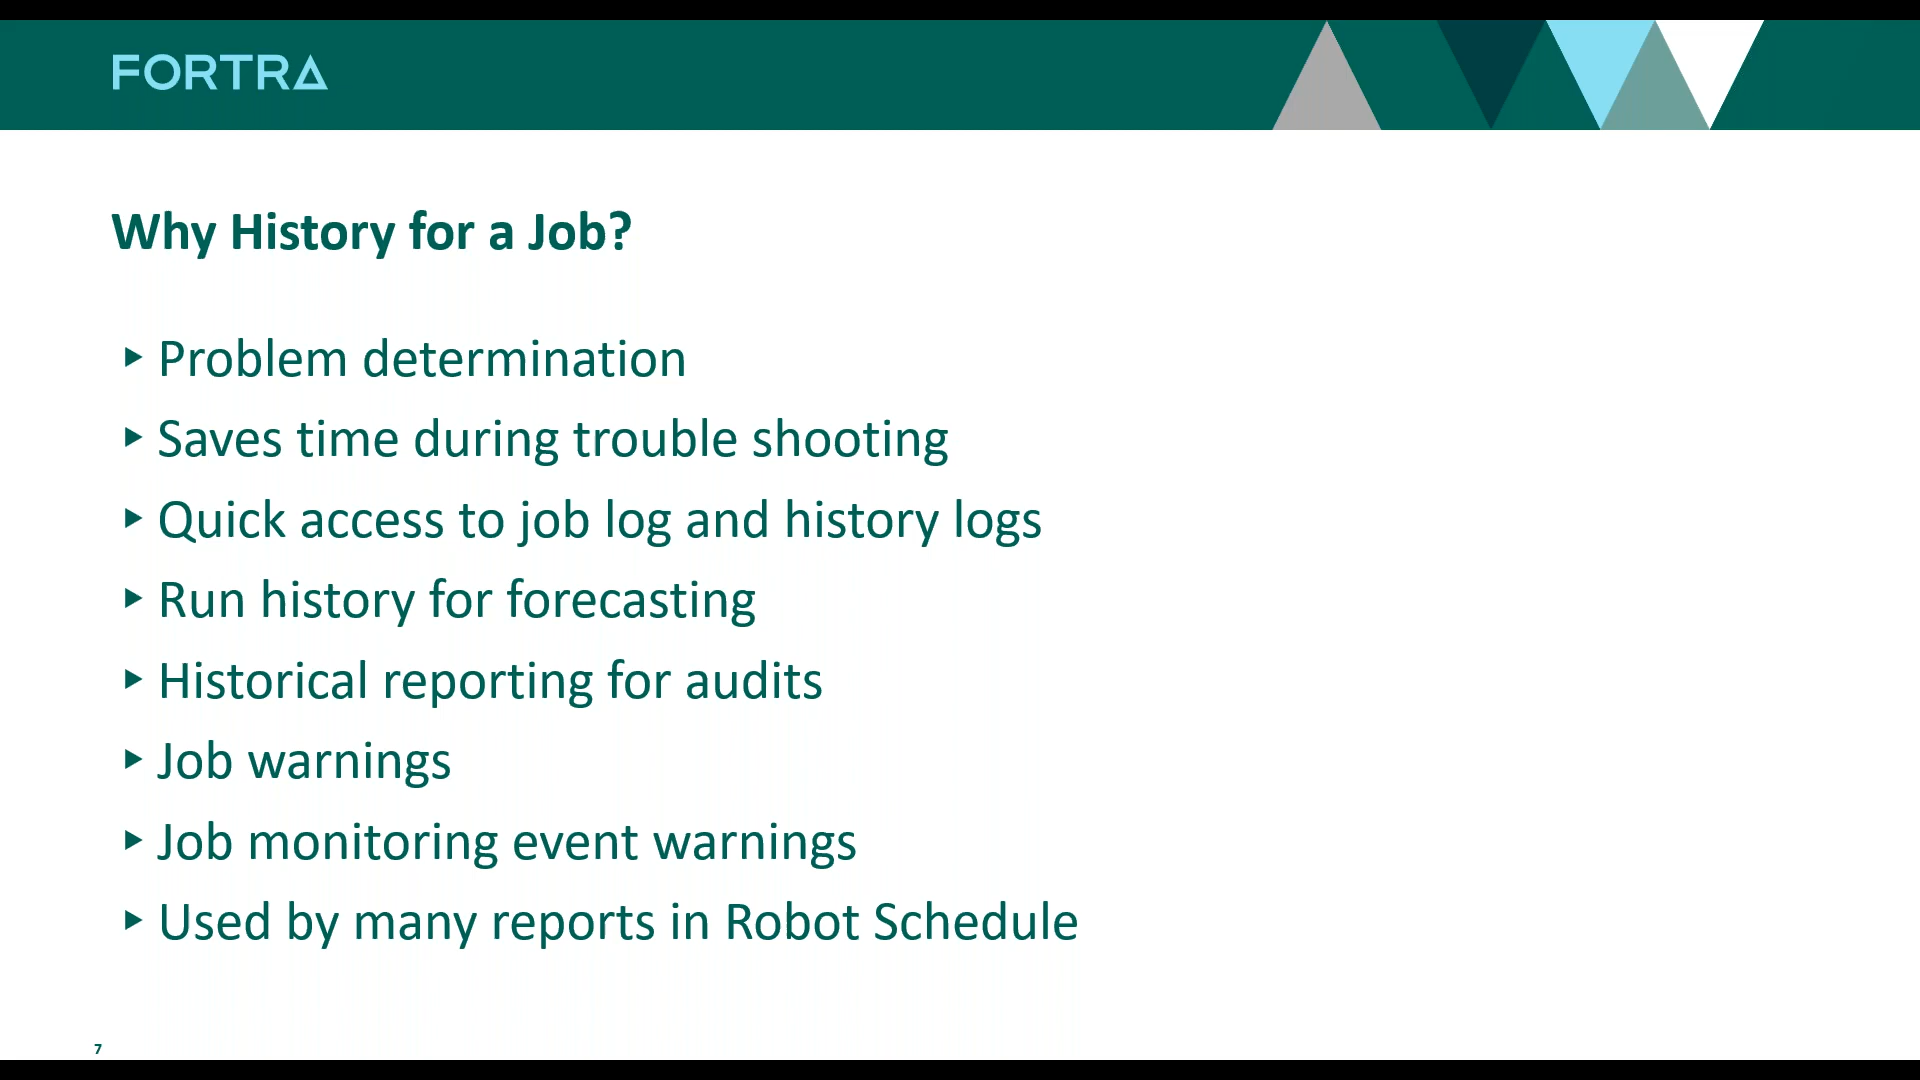 FORTRA
Why History for a Job?
‣ Problem determination
‣ Saves time during trouble shooting
‣ Quick access to job log and history logs
‣ Run history for forecasting
‣ Historical reporting for audits
‣ Job warnings
‣ Job monitoring event warnings
‣ Used by many reports in Robot Schedule
7